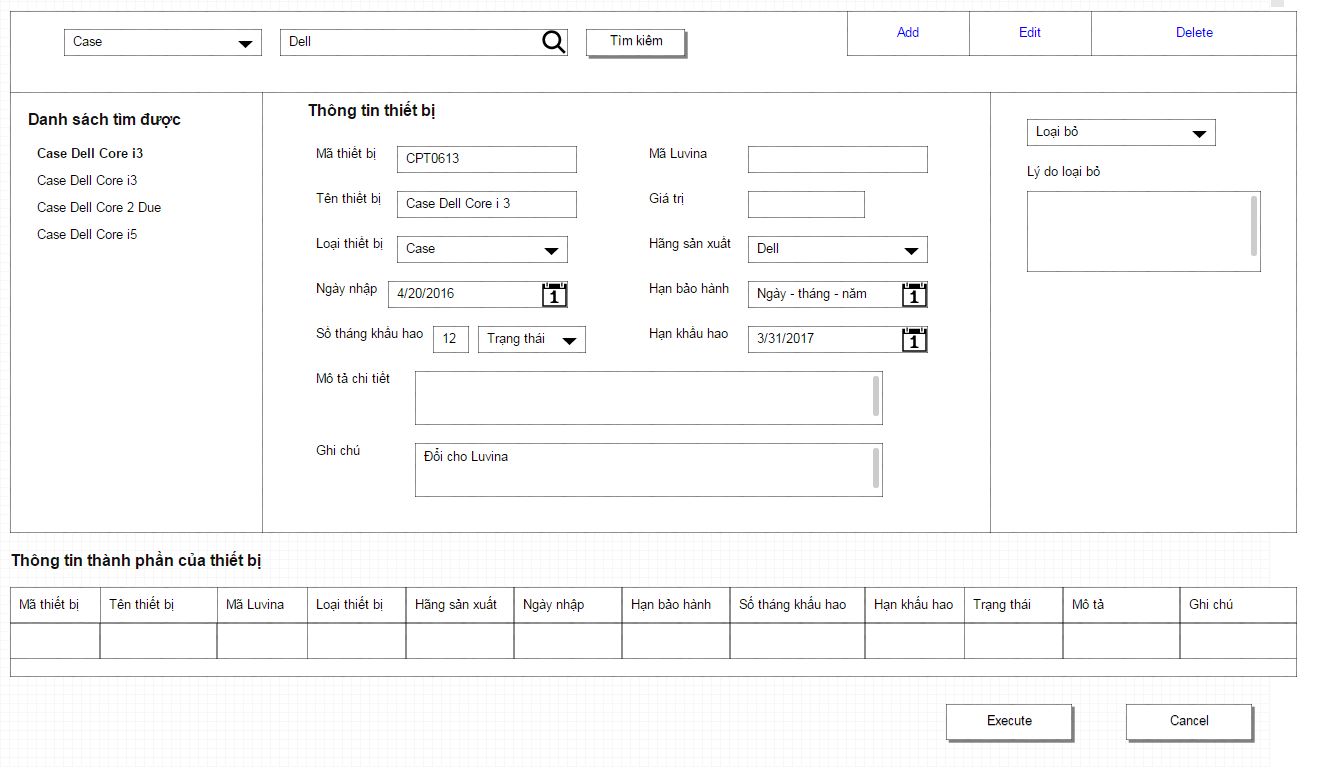 Case
Dell
Tìm kiếm
Add
Edit
Delete
Danh sách tìm được
Case Dell Core i3
Case Dell Core i3
Case Dell Core 2 Due
Case Dell Core i5
Thông tin thiết bị
Mã thiết bị
CPT0613
Mã Luvina
Tên thiết bị
Case Dell Core i 3
Giá trị
Loại thiết bị
Case
Hãng sản xuất
Dell
Ngày nhập
4/20/2016
1
Hạn bảo hành
Ngày - tháng - năm
1
Số tháng khấu hao
12
Trạng thái
Hạn khấu hao
3/31/2017
1
Mô tả chi tiết
Ghi chú
Đổi cho Luvina
Loại bỏ
Lý do loại bỏ
Thông tin thành phần của thiết bị
Mã thiết bị
Tên thiết bị
Mã Luvina
Loại thiết bị
Hãng sản xuất
Ngày nhập
Hạn bảo hành
Số tháng khấu hao
Hạn khấu hao
Trạng thái
Mô tả
Ghi chú
Execute
Cancel